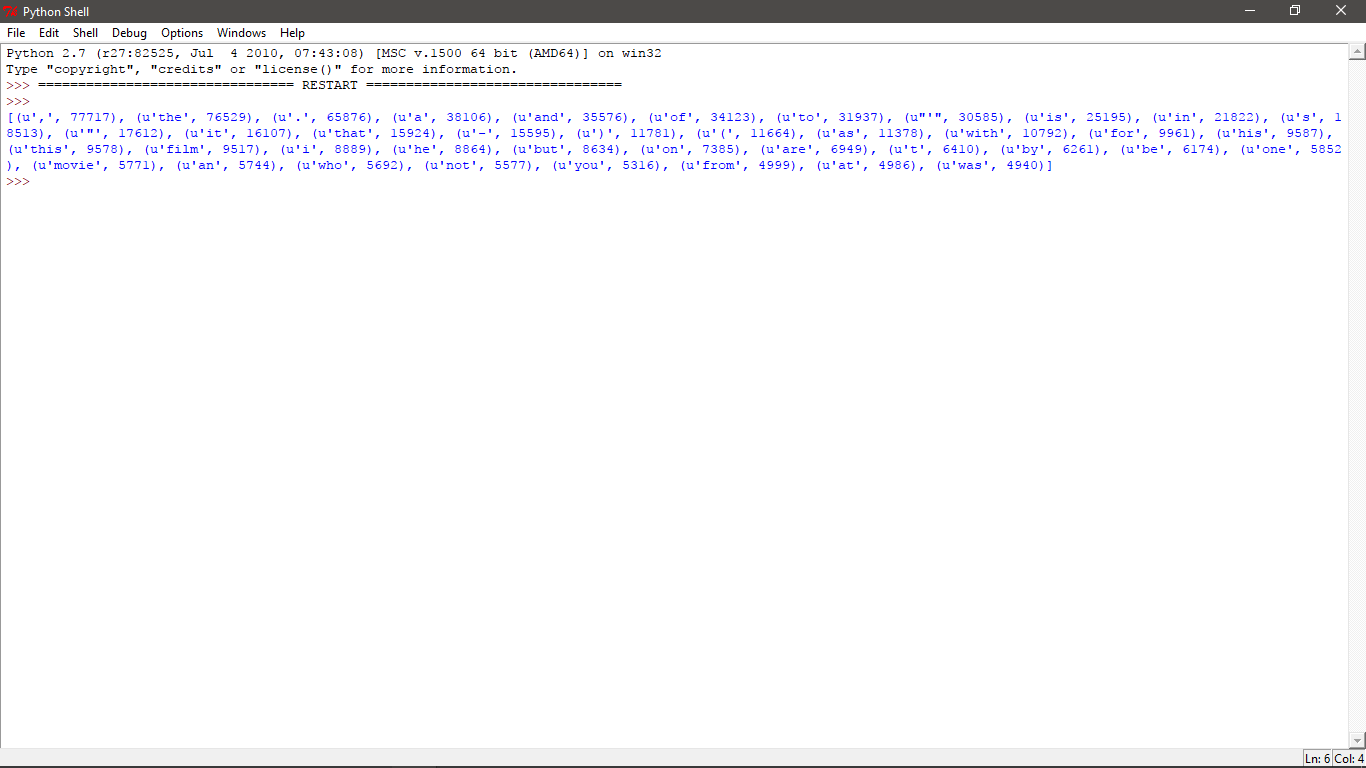 Python Shell
File Edit Shell Debug Options Windows Help
Python 2.7 (r27:82525, Jul  4 2010, 07:43:08) [MSC v.1500 64 bit (AMD64)] on win32
Type "copyright", "credits" or "license()" for more information.
>>> ================================ RESTART ================================
>>>
[(u',', 77717), (u'the', 76529), (u'.', 65876), (u'a', 38106), (u'and', 35576), (u'of', 34123), (u'to', 31937), (u"'", 30585), (u'is', 25195), (u'in', 21822), (u's', 1
8513), (u'"', 17612), (u'it', 16107), (u'that', 15924), (u'-', 15595), (u')', 11781), (u'(', 11664), (u'as', 11378), (u'with', 10792), (u'for', 9961), (u'his', 9587),
(u'this', 9578), (u'film', 9517), (u'i', 8889), (u'he', 8864), (u'but', 8634), (u'on', 7385), (u'are', 6949), (u't', 6410), (u'by', 6261), (u'be', 6174), (u'one', 5852
), (u'movie', 5771), (u'an', 5744), (u'who', 5692), (u'not', 5577), (u'you', 5316), (u'from', 4999), (u'at', 4986), (u'was', 4940)]
>>>
Ln: 6 Col: 4